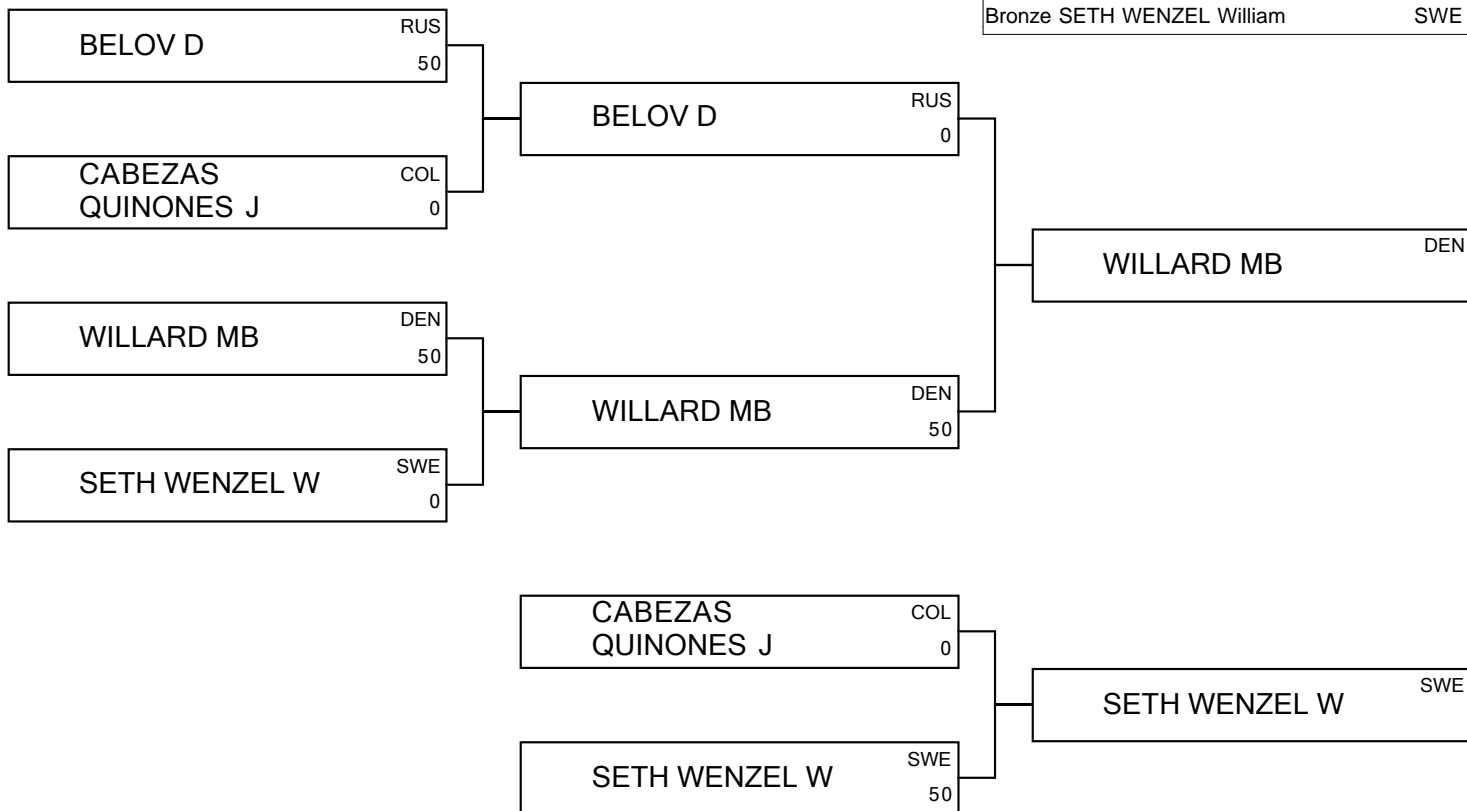 Bronze SETH WENZEL William SWE
BELOV D RUS
50
CABEZAS
QUINONES J COL
0
WILLARD MB DEN
50
SETH WENZEL W SWE
0
BELOV D RUS
0
WILLARD MB DEN
50
WILLARD MB DEN
CABEZAS
QUINONES J COL
0
SETH WENZEL W SWE
50
SETH WENZEL W SWE